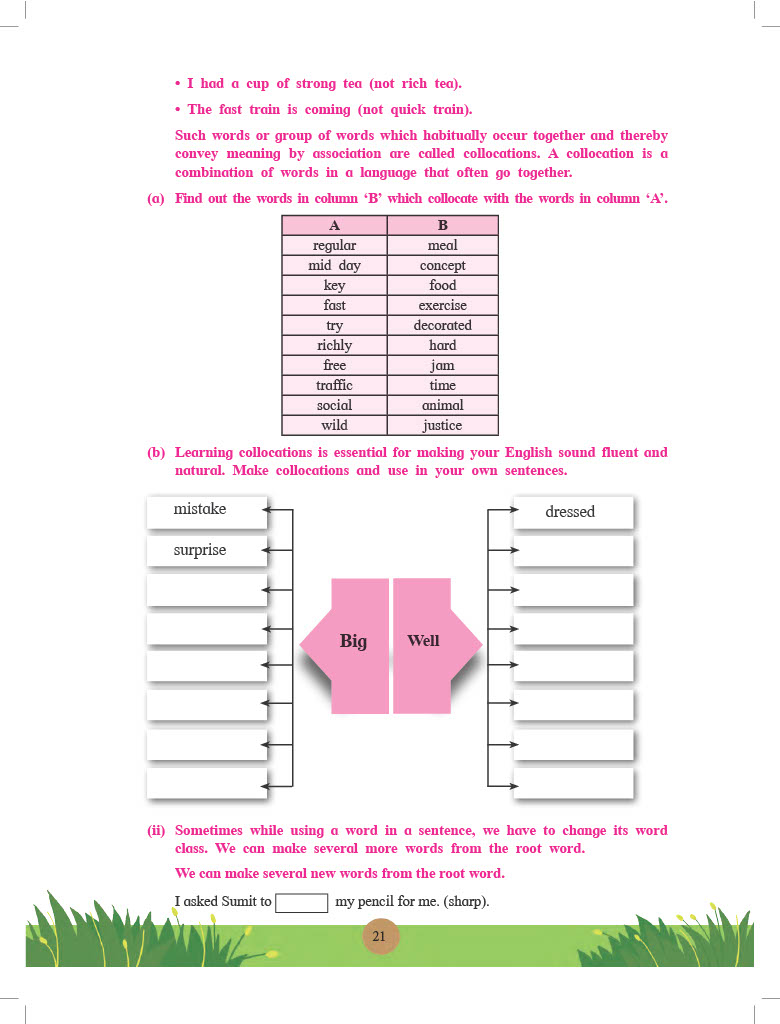 • I had a cup of strong tea (not rich tea).
• The fast train is coming (not quick train).
Such words or group of words which habitually occur together and thereby
convey meaning by association are called collocations. A collocation is a
combination of words in a language that often go together.
(a) Find out the words in column ‘B’ which collocate with the words in column ‘A’.
A B
regular meal
mid day concept
key food
fast exercise
try decorated
richly hard
free jam
traffic time
social animal
wild justice
(b) Learning collocations is essential for making your English sound fluent and
natural. Make collocations and use in your own sentences.
mistake dressed
surprise
Big Well
(ii) Sometimes while using a word in a sentence, we have to change its word
class. We can make several more words from the root word.
We can make several new words from the root word.
I asked Sumit to my pencil for me. (sharp).
21